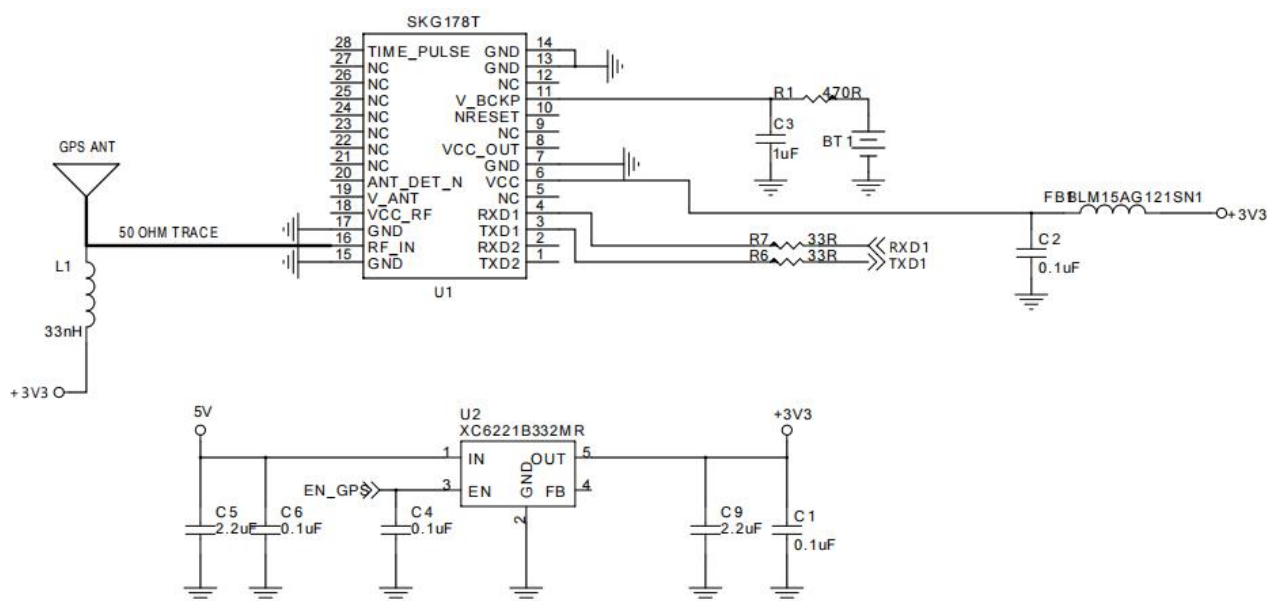 SKG178T
28 TIME_PULSE GND 14
27 NC GND 13
26 NC NC 12
25 NC V_BCKP 11
24 NC NRESET 10
23 NC NC 9
22 NC VCC_OUT 8
21 NC GND 7
20 ANT_DET_N VCC 6
19 V_ANT NC 5
18 VCC_RF RXD1 4
17 GND TXD1 3
16 RF_IN RXD2 2
15 GND TXD2 1
U1
GPS ANT
50 OHM TRACE
L1
33nH
+3V3
R1 470R
C3
1uF
BT1
FB1 BLM15AG121SN1
+3V3
C2
0.1uF
R7 33R RXD1
R6 33R TXD1
5V
U2
XC6221B332MR
+3V3
1 IN OUT 5
EN_GPS 3 EN FB 4
GND
2
C5
2.2uF
C6
0.1uF
C4
0.1uF
C9
2.2uF
C1
0.1uF